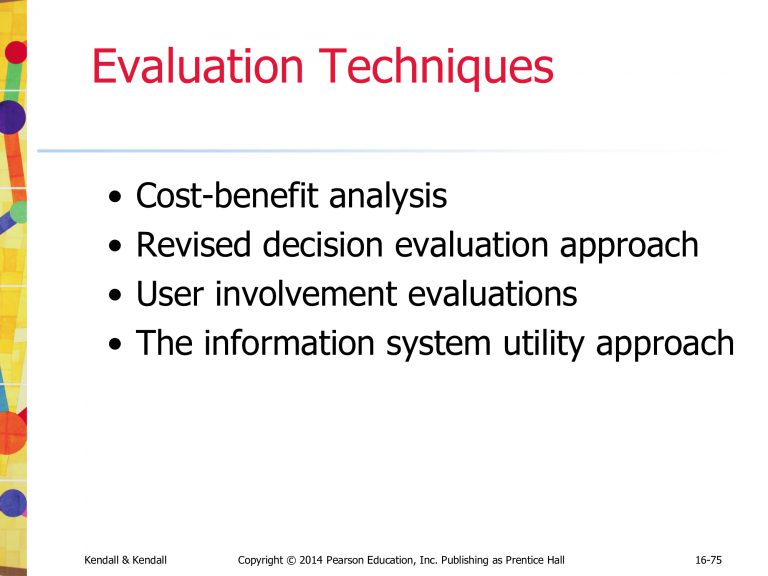 Evaluation Techniques
• Cost-benefit analysis
• Revised decision evaluation approach
• User involvement evaluations
• The information system utility approach
Kendall & Kendall Copyright © 2014 Pearson Education, Inc. Publishing as Prentice Hall 16-75